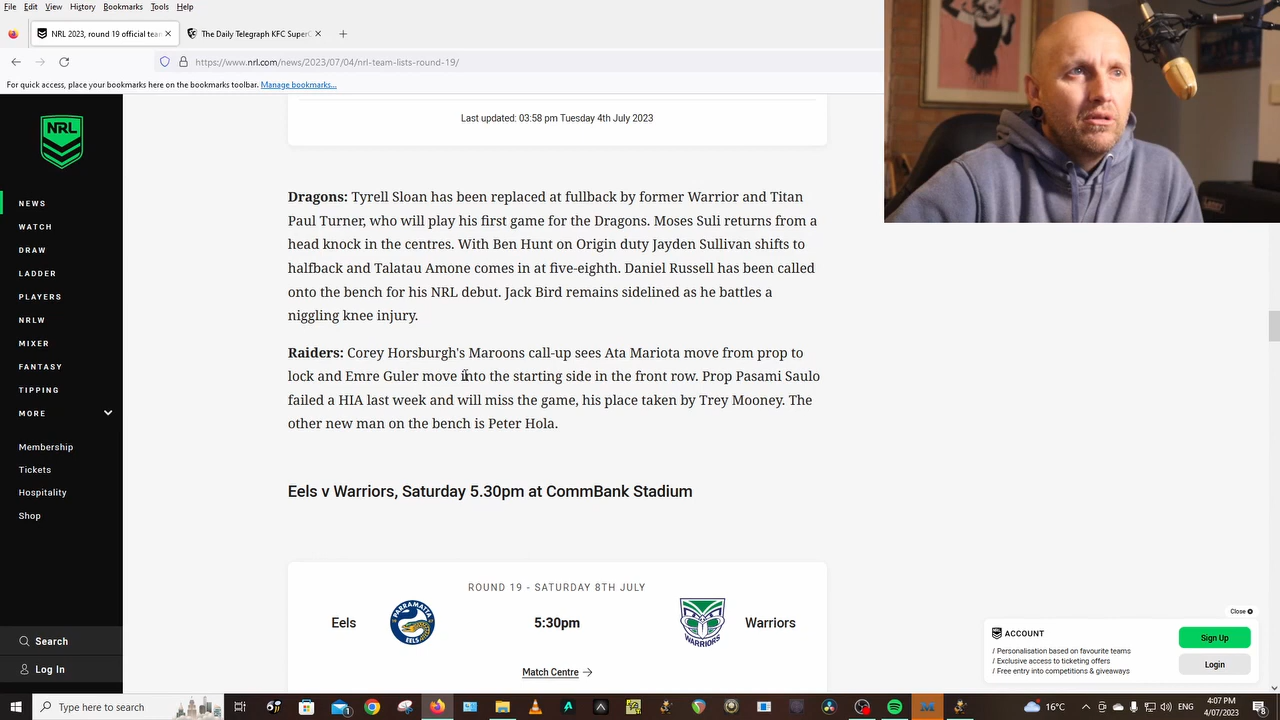 File Edit View History Bookmarks Tools Help
NRL 2023, round 19 official tear
The Daily Telegraph KFC SuperC
https://www.nrl.com/news/2023/07/04/nrl-team-lists-round-19/
For quick access, place your bookmarks here on the bookmarks toolbar. Manage bookmarks...
NRL
NEWS
WATCH
DRAW
LADDER
PLAYERS
NRLW
MIXER
FANTASY
TIPPING
MORE
Membership
Tickets
Hospitality
Shop
Search
Log In
Last updated: 03:58 pm Tuesday 4th July 2023
Dragons: Tyrell Sloan has been replaced at fullback by former Warrior and Titan
Paul Turner, who will play his first game for the Dragons. Moses Suli returns from a
head knock in the centres. With Ben Hunt on Origin duty Jayden Sullivan shifts to
halfback and Talatau Amone comes in at five-eighth. Daniel Russell has been called
onto the bench for his NRL debut. Jack Bird remains sidelined as he battles a
niggling knee injury.
Raiders: Corey Horsburgh's Maroons call-up sees Ata Mariota move from prop to
lock and Emre Guler move into the starting side in the front row. Prop Pasami Saulo
failed a HIA last week and will miss the game, his place taken by Trey Mooney. The
other new man on the bench is Peter Hola.
Eels v Warriors, Saturday 5.30pm at CommBank Stadium
ROUND 19 - SATURDAY 8TH JULY
Eels
PARRAMATTA
EELS
5:30pm
WARRIORS
Warriors
Match Centre
Close
ACCOUNT
/ Personalisation based on favourite teams
/ Exclusive access to ticketing offers
/ Free entry into competitions & giveaways
Sign Up
Login
Type here to search
16°C
ENG
4:07 PM
4/07/2023